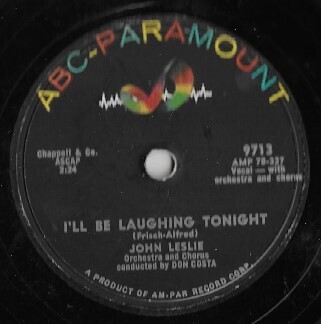 ABC-PARAMOUNT
Chappell & Co.
ASCAP
2:24
9713
AMP 78-327
Vocal - with
orchestra and chorus
I'LL BE LAUGHING TONIGHT
(Frisch-Alfred)
JOHN LESLIE
Orchestra and Chorus
conducted by DON COSTA
A PRODUCT OF AM-PAR RECORD CORP.